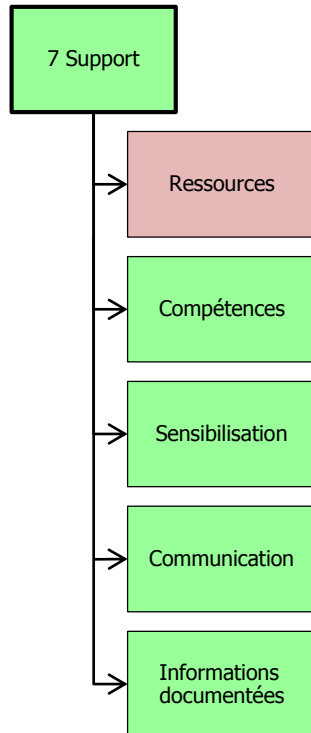 7 Support
Ressources
Compétences
Sensibilisation
Communication
Informations
documentées